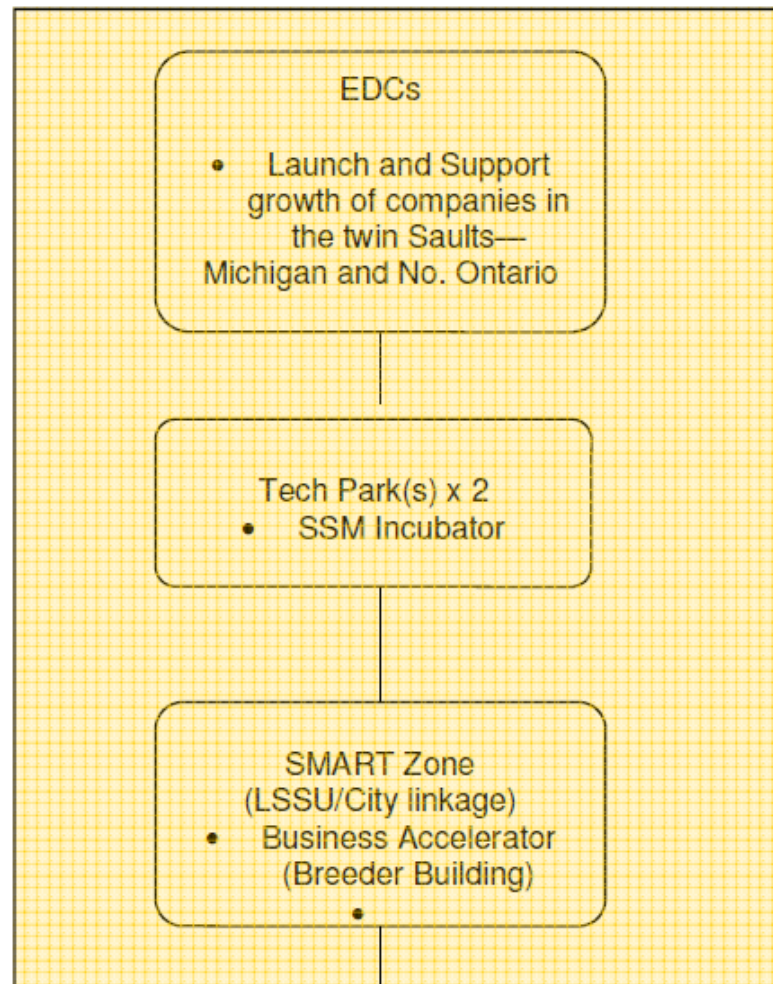 EDCs
• Launch and Support
growth of companies in
the twin Saults—
Michigan and No. Ontario
Tech Park(s) x 2
• SSM Incubator
SMART Zone
(LSSU/City linkage)
• Business Accelerator
(Breeder Building)
•